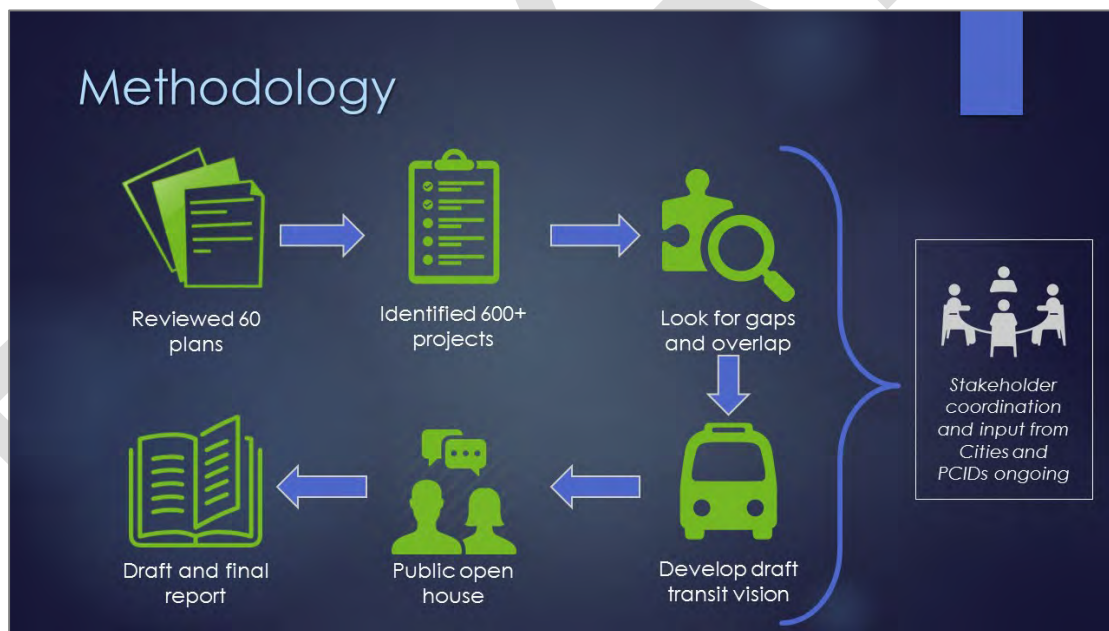 Methodology
Reviewed 60
plans
Identified 600+
projects
Look for gaps
and overlap
Develop draft
transit vision
Public open
house
Draft and final
report
Stakeholder
coordination
and input from
Cities and
PCIDs ongoing